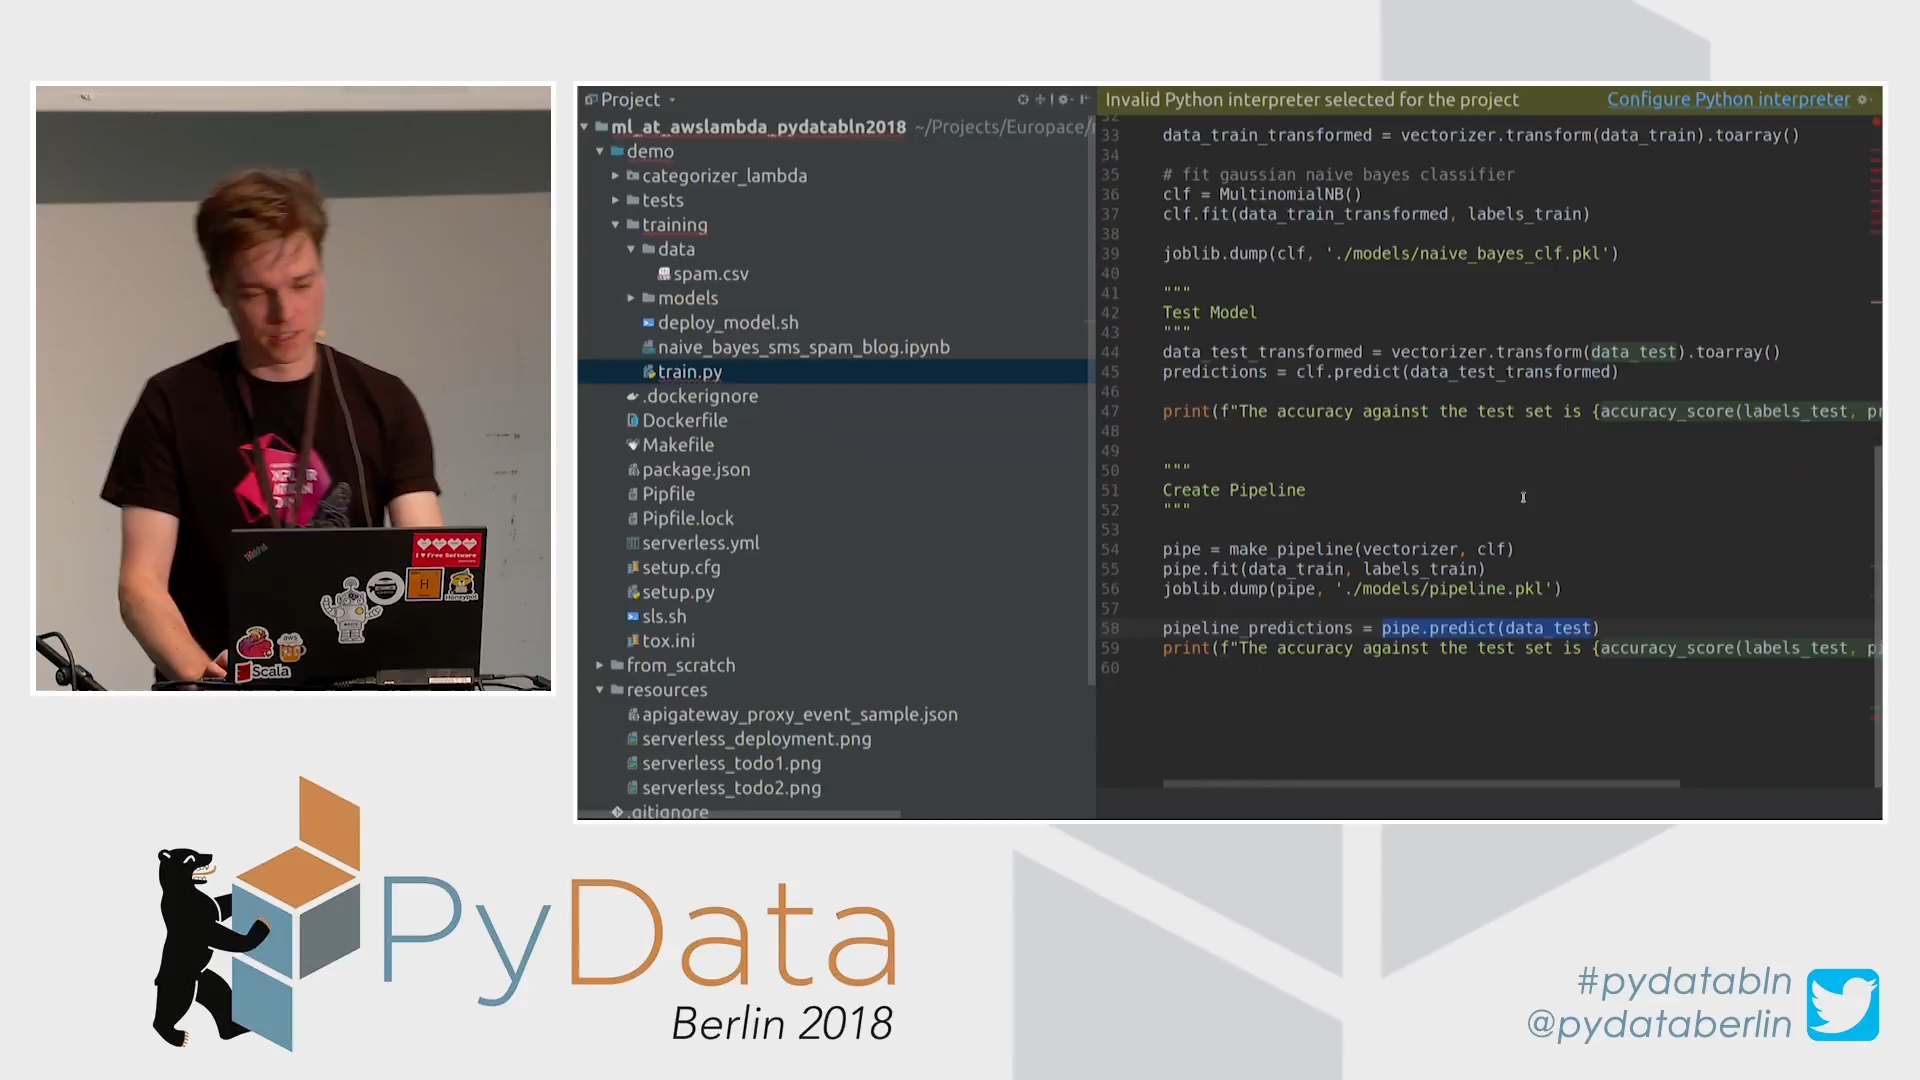 Project
ml_at_awslambda_pydatabln2018 ~/Projects/Europace/
demo
categorizer_lambda
tests
training
data
spam.csv
models
deploy_model.sh
naive_bayes_sms_spam_blog.ipynb
train.py
.dockerignore
Dockerfile
Makefile
package.json
Pipfile
Pipfile.lock
serverless.yml
setup.cfg
setup.py
sls.sh
tox.ini
from_scratch
resources
apigateway_proxy_event_sample.json
serverless_deployment.png
serverless_todo1.png
serverless_todo2.png
.gitignore
Invalid Python interpreter selected for the project Configure Python interpreter
32
33 data_train_transformed = vectorizer.transform(data_train).toarray()
34
35 # fit gaussian naive bayes classifier
36 clf = MultinomialNB()
37 clf.fit(data_train_transformed, labels_train)
38
39 joblib.dump(clf, './models/naive_bayes_clf.pkl')
40
41 """
42 Test Model
43 """
44 data_test_transformed = vectorizer.transform(data_test).toarray()
45 predictions = clf.predict(data_test_transformed)
46
47 print(f"The accuracy against the test set is {accuracy_score(labels_test, pr
48
49
50 """
51 Create Pipeline
52 """
53
54 pipe = make_pipeline(vectorizer, clf)
55 pipe.fit(data_train, labels_train)
56 joblib.dump(pipe, './models/pipeline.pkl')
57
58 pipeline_predictions = pipe.predict(data_test)
59 print(f"The accuracy against the test set is {accuracy_score(labels_test, pi
60
ThinkPad
I ♥ Free Software
H
Honeypot
aws
Scala
PyData
Berlin 2018
#pydatabln
@pydataberlin